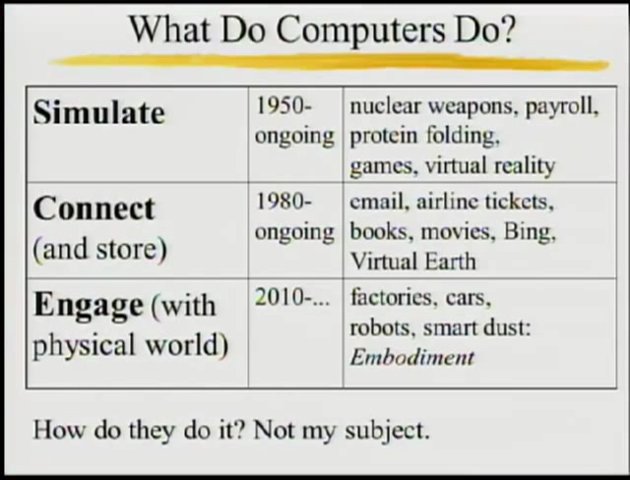 What Do Computers Do?
Simulate
1950-
ongoing
nuclear weapons, payroll,
protein folding,
games, virtual reality
Connect
(and store)
1980-
ongoing
email, airline tickets,
books, movies, Bing,
Virtual Earth
Engage (with
physical world)
2010-...
factories, cars,
robots, smart dust:
Embodiment
How do they do it? Not my subject.